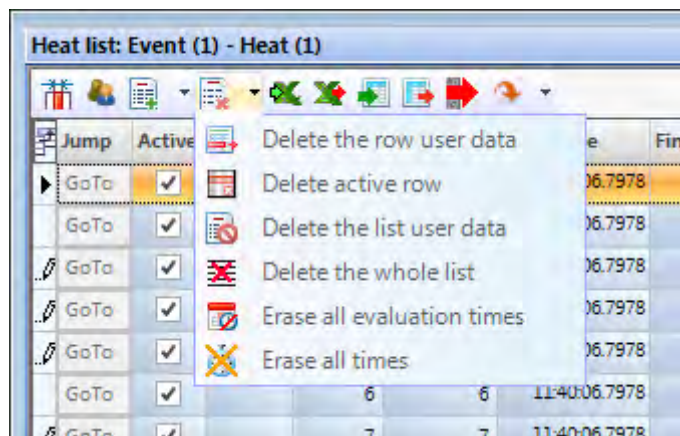 Heat list: Event (1) - Heat (1)
Jump Active e Fin
GoTo 06.7978
GoTo 06.7978
GoTo 06.7978
GoTo 06.7978
GoTo 06.7978
GoTo 6 6 11:40:06.7978
GoTo 7 7 11:40:06.7978
Delete the row user data
Delete active row
Delete the list user data
Delete the whole list
Erase all evaluation times
Erase all times